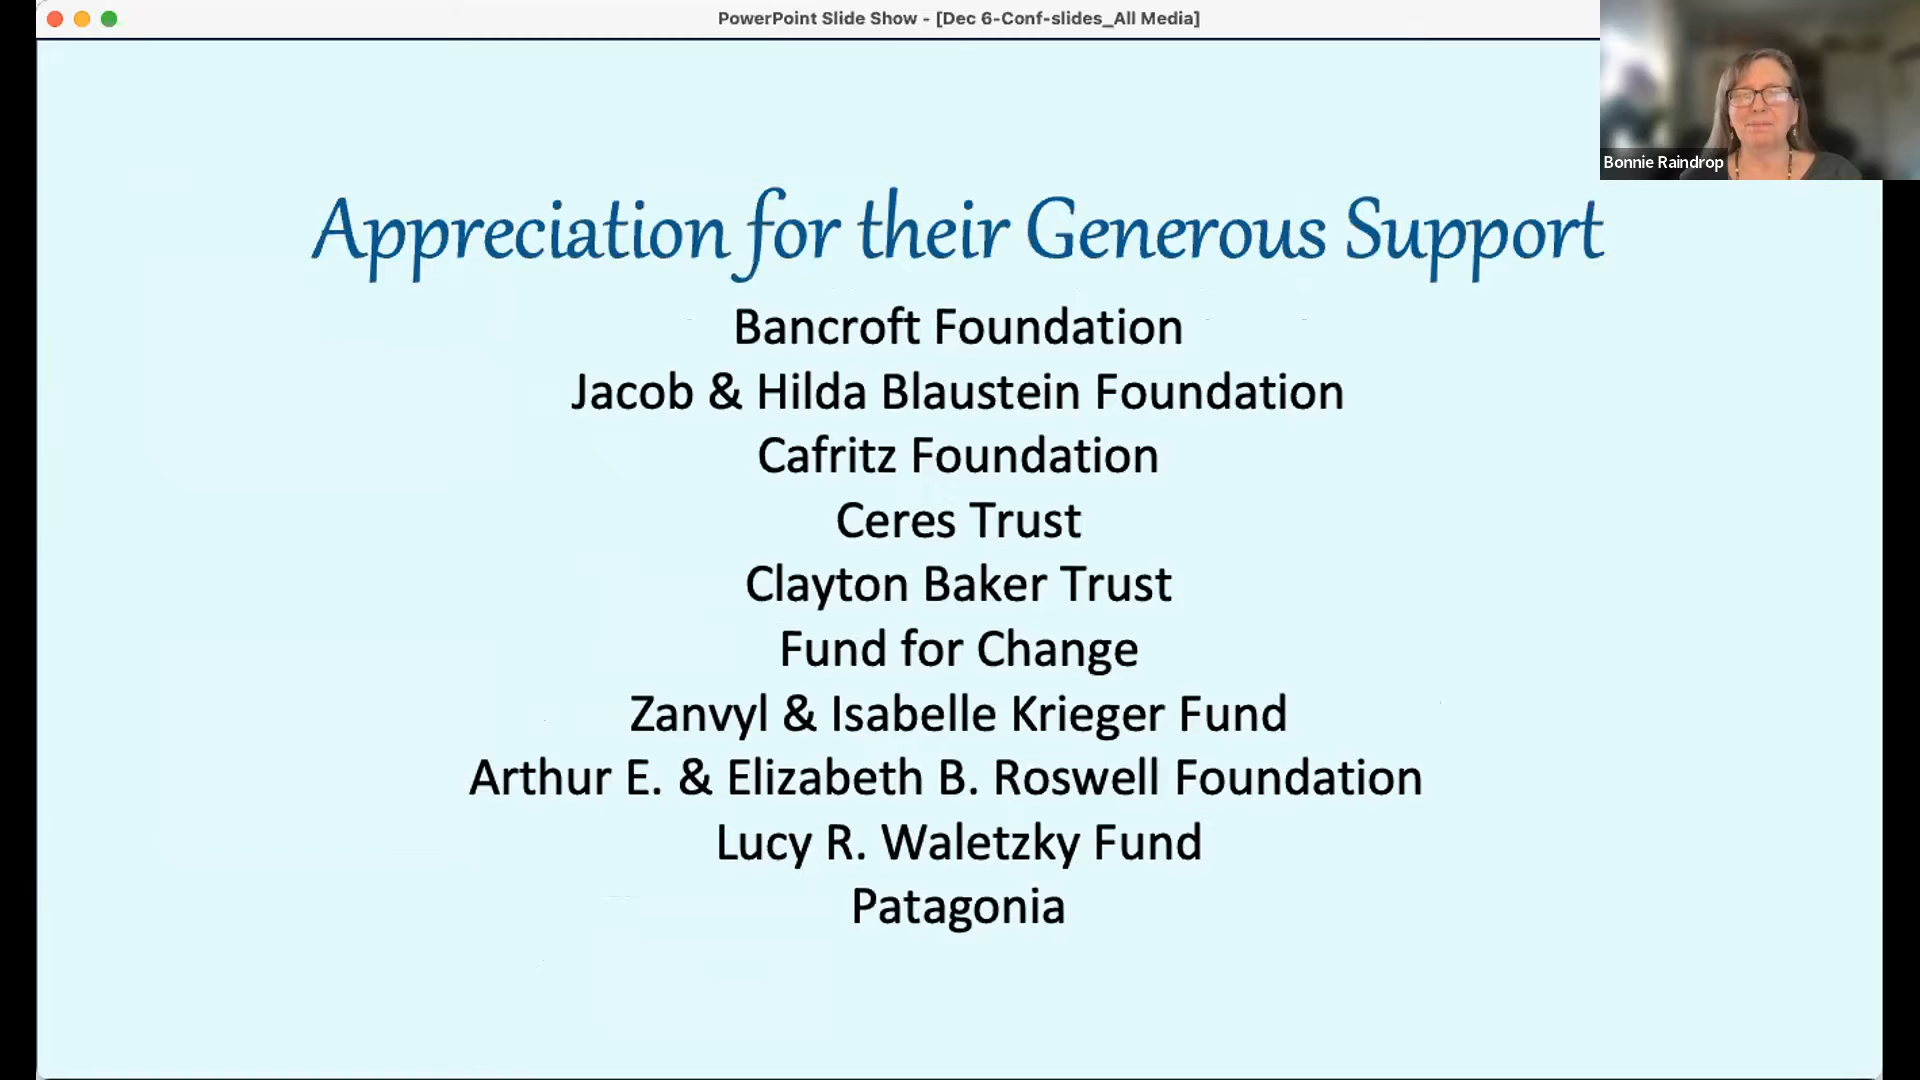 PowerPoint Slide Show - [Dec 6-Conf-slides_All Media]
Bonnie Raindrop
Appreciation for their Generous Support
Bancroft Foundation
Jacob & Hilda Blaustein Foundation
Cafritz Foundation
Ceres Trust
Clayton Baker Trust
Fund for Change
Zanvyl & Isabelle Krieger Fund
Arthur E. & Elizabeth B. Roswell Foundation
Lucy R. Waletzky Fund
Patagonia